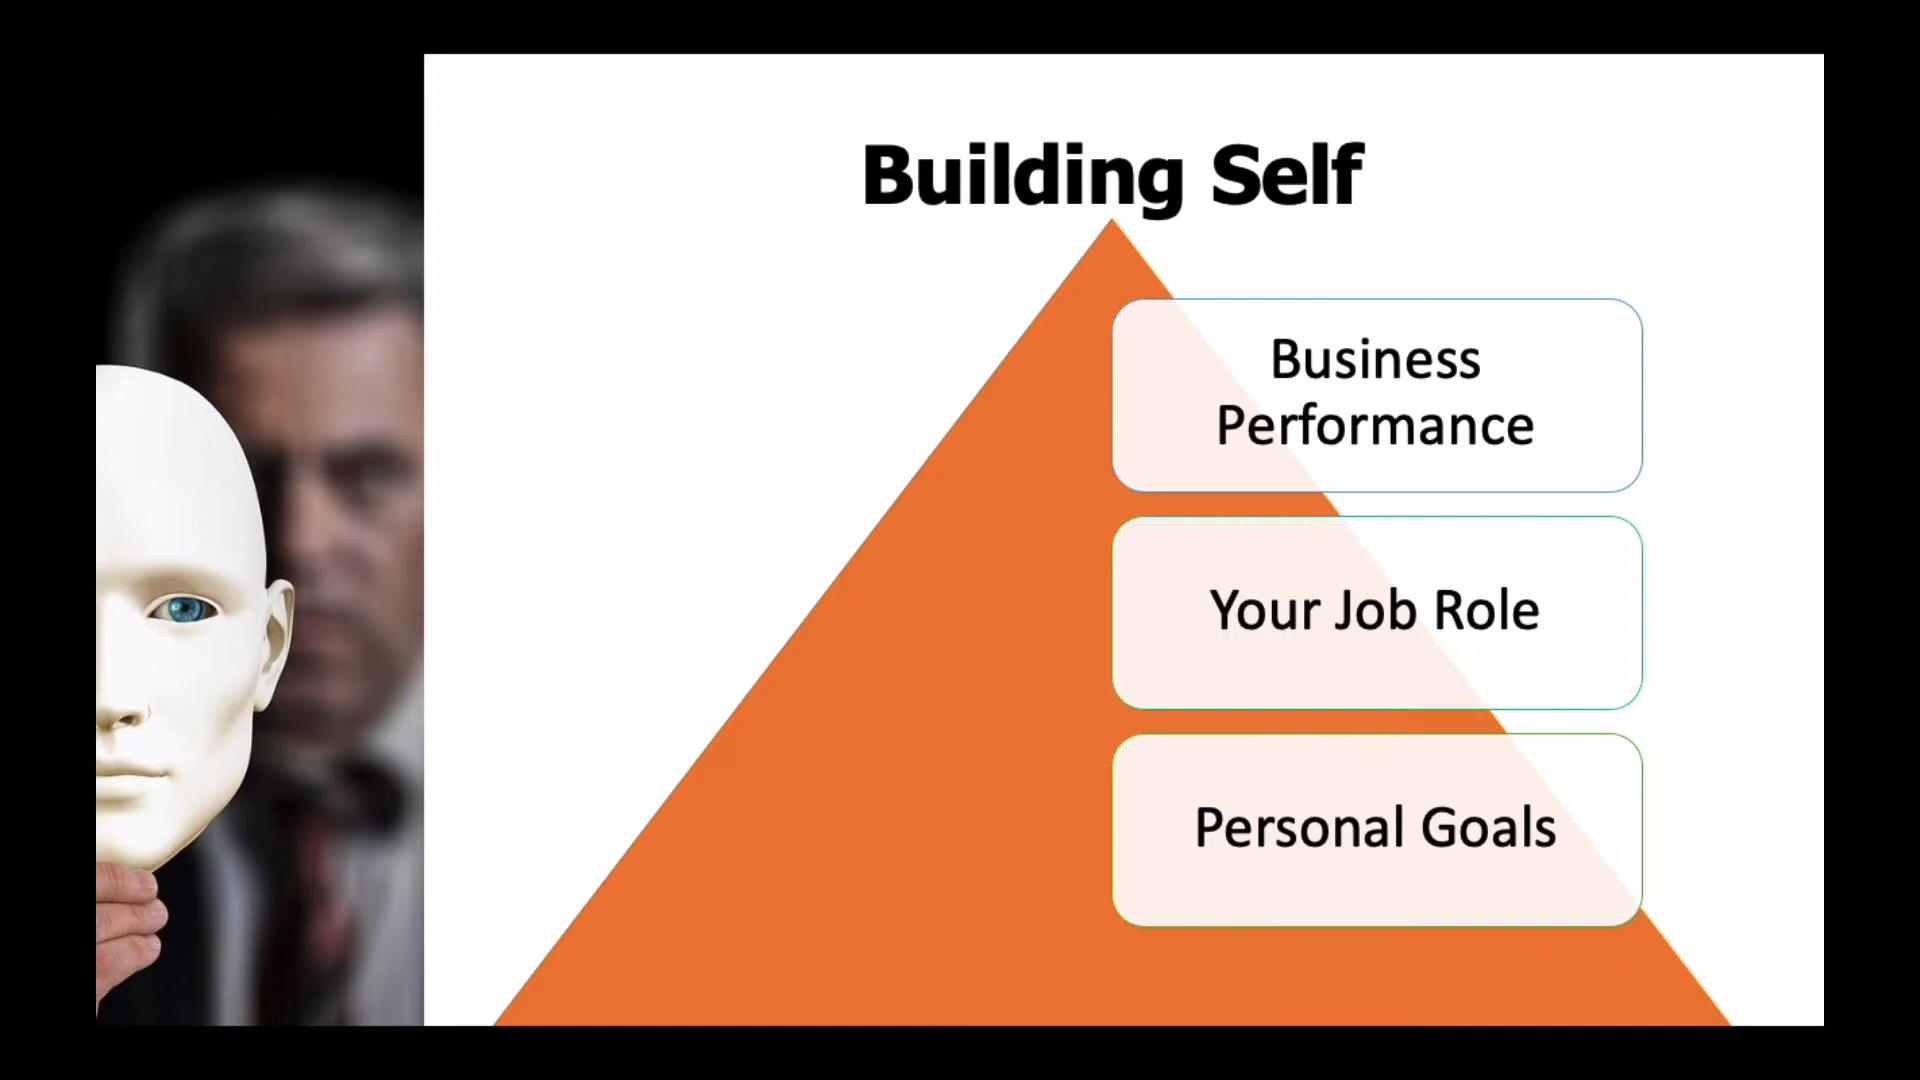 Building Self
Business
Performance
Your Job Role
Personal Goals